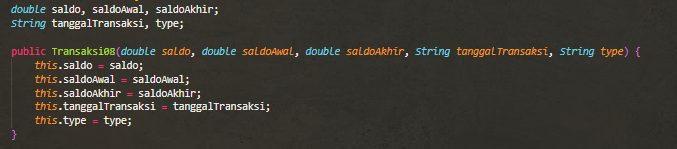 double saldo, saldoAwal, saldoAkhir;
String tanggalTransaksi, type;
public Transaksi08(double saldo, double saldoAwal, double saldoAkhir, String tanggalTransaksi, String type) {
this.saldo = saldo;
this.saldoAwal = saldoAwal;
this.saldoAkhir = saldoAkhir;
this.tanggalTransaksi = tanggalTransaksi;
this.type = type;
}